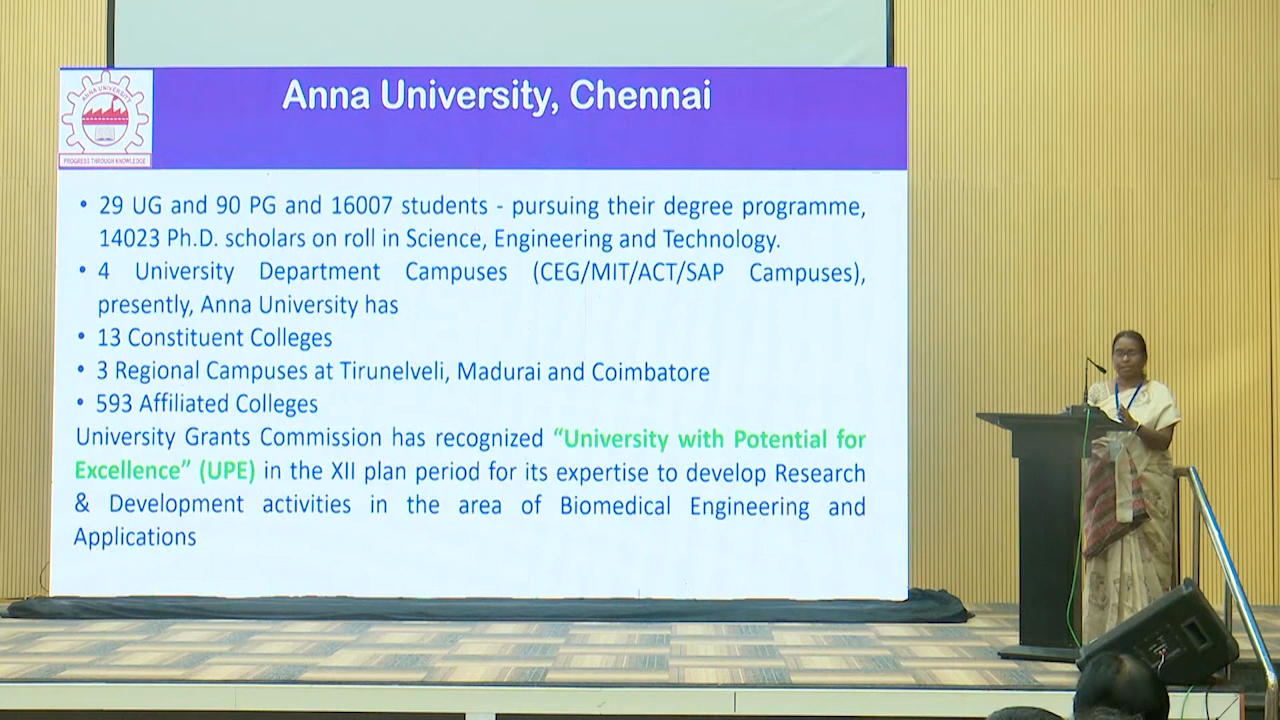 Anna University, Chennai
ANNA UNIVERSITY
PROGRESS THROUGH KNOWLEDGE
• 29 UG and 90 PG and 16007 students - pursuing their degree programme,
14023 Ph.D. scholars on roll in Science, Engineering and Technology.
• 4 University Department Campuses (CEG/MIT/ACT/SAP Campuses),
presently, Anna University has
• 13 Constituent Colleges
• 3 Regional Campuses at Tirunelveli, Madurai and Coimbatore
• 593 Affiliated Colleges
University Grants Commission has recognized “University with Potential for
Excellence” (UPE) in the XII plan period for its expertise to develop Research
& Development activities in the area of Biomedical Engineering and
Applications